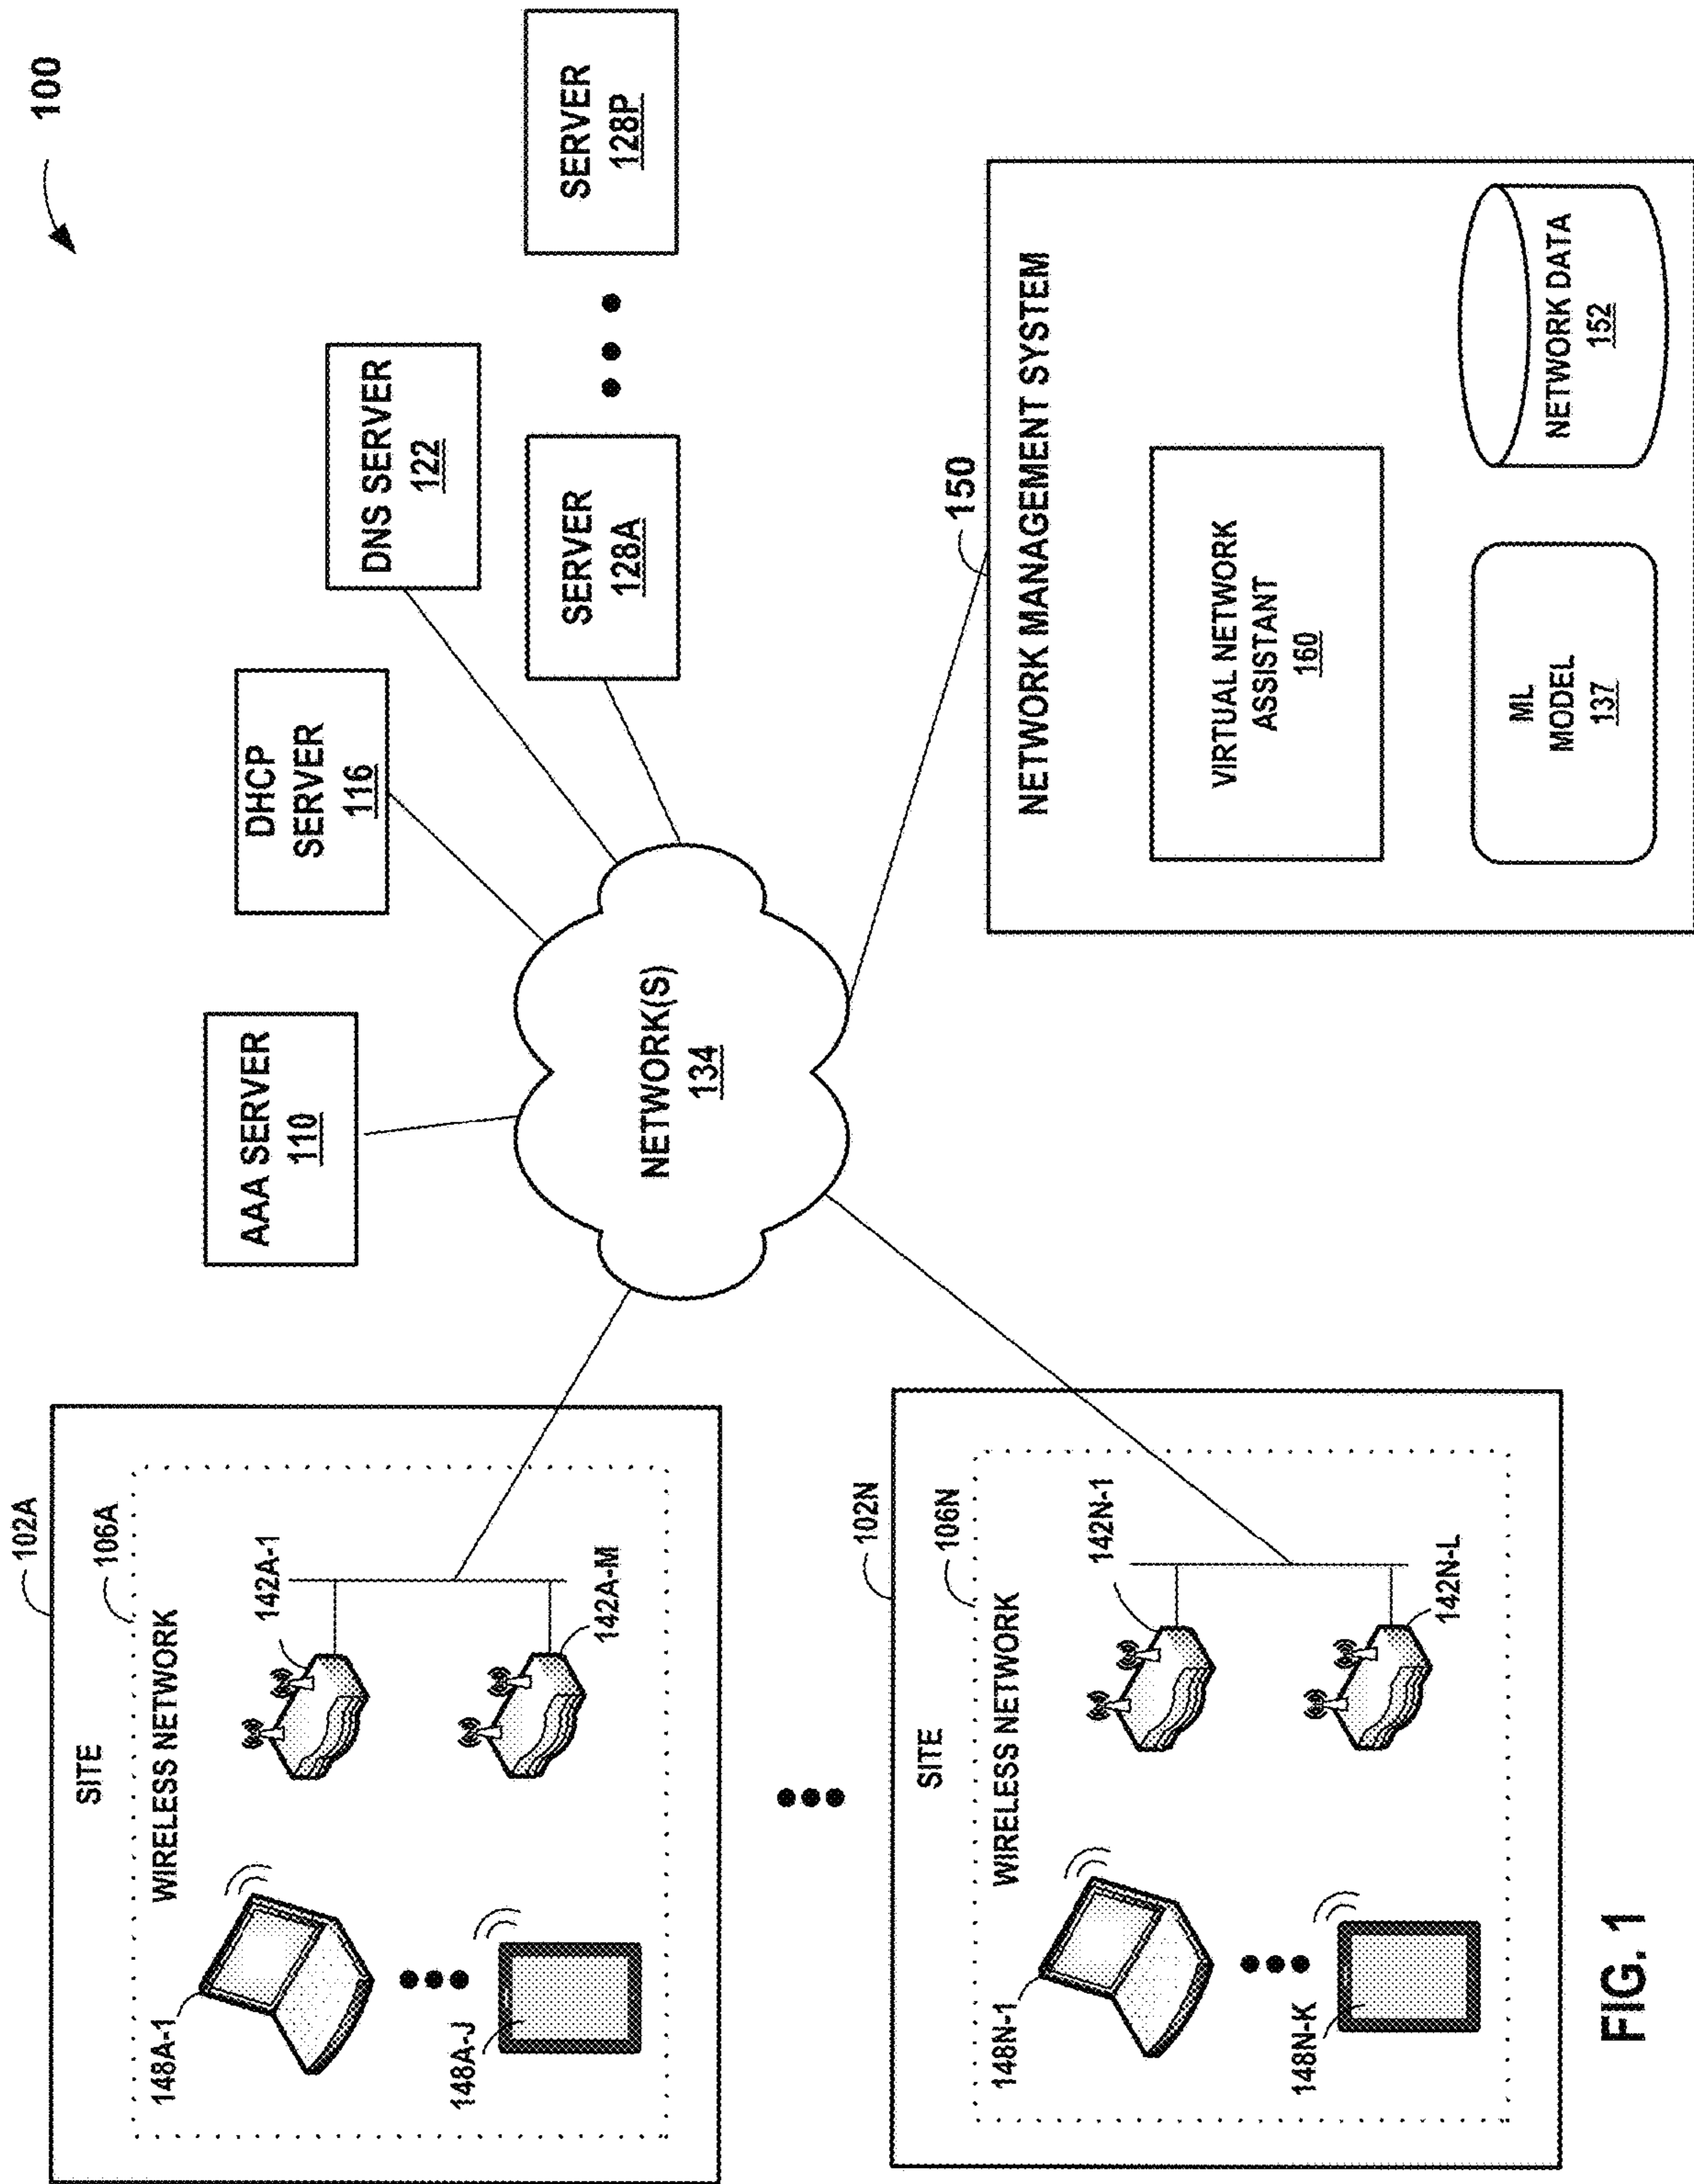 100
102A
SITE
106A
WIRELESS NETWORK
148A-1
142A-1
148A-J
142A-M
102N
SITE
106N
WIRELESS NETWORK
148N-1
142N-1
148N-K
142N-L
AAA SERVER
110
DHCP
SERVER
116
DNS SERVER
122
SERVER
128A
SERVER
128P
NETWORK(S)
134
150
NETWORK MANAGEMENT SYSTEM
VIRTUAL NETWORK
ASSISTANT
160
ML
MODEL
137
NETWORK DATA
152
FIG. 1